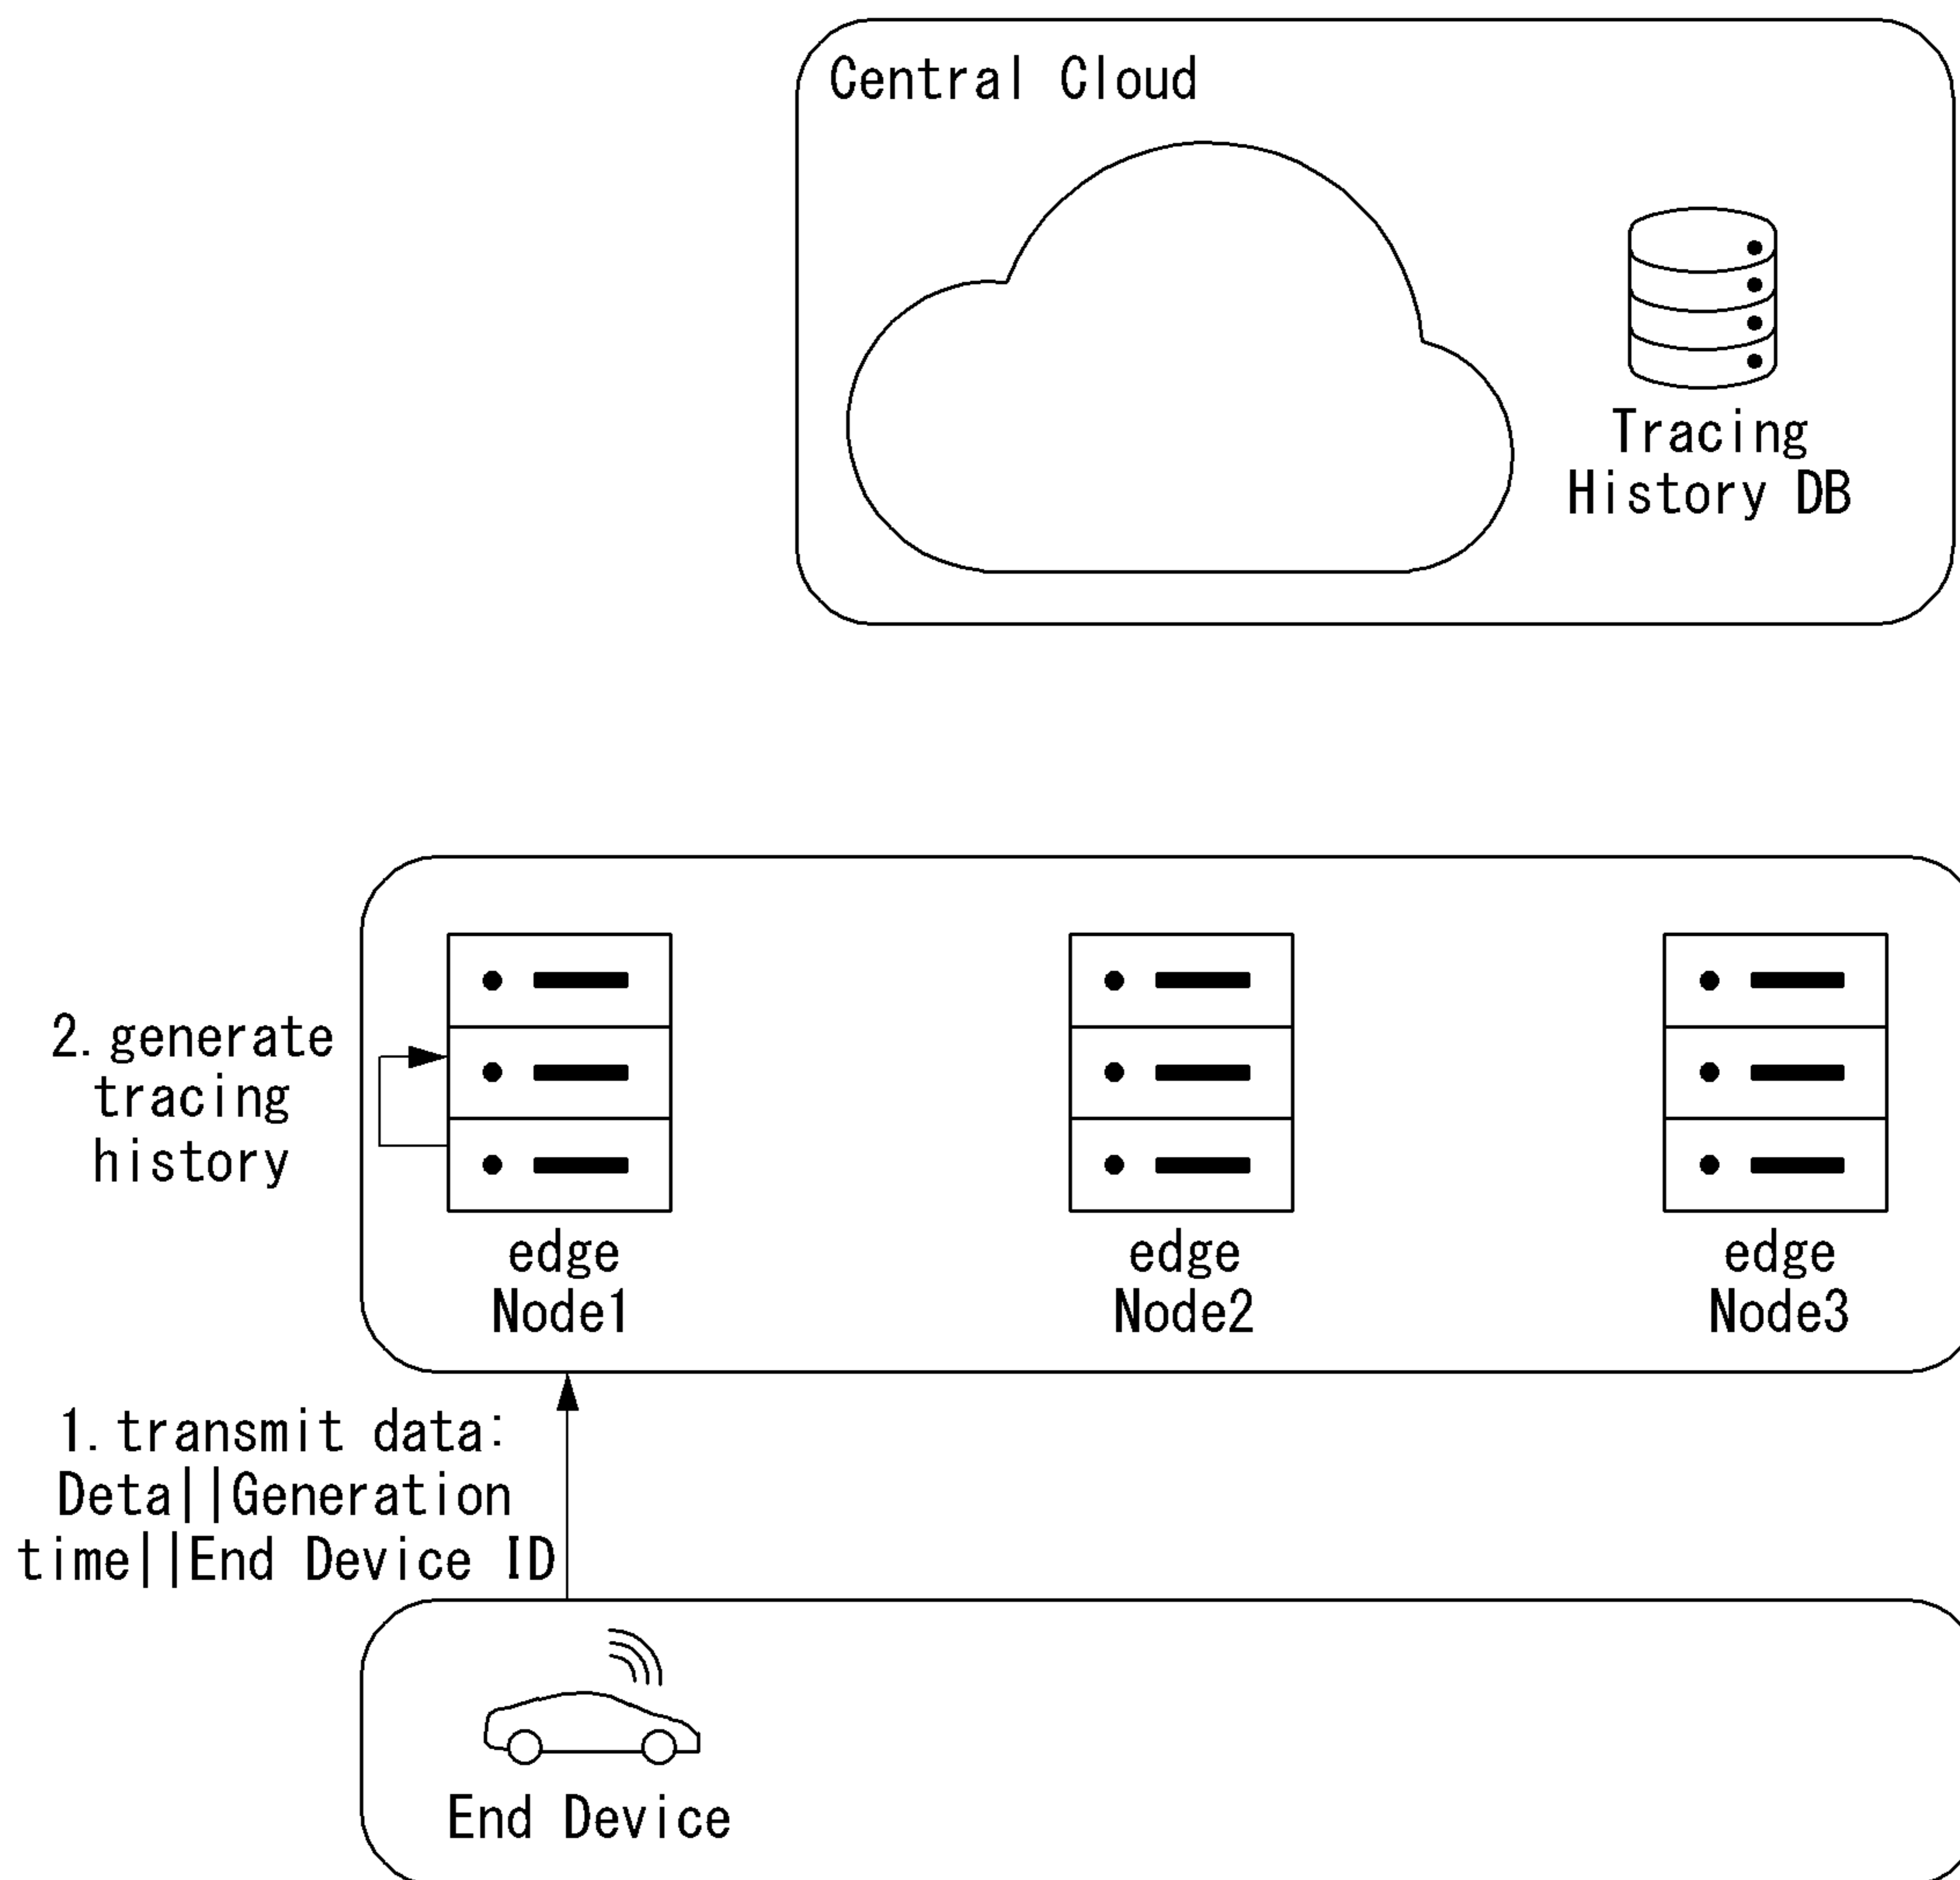 Central Cloud
Tracing
History DB
2. generate
tracing
history
edge
Node1
edge
Node2
edge
Node3
1. transmit data:
Deta||Generation
time||End Device ID
End Device